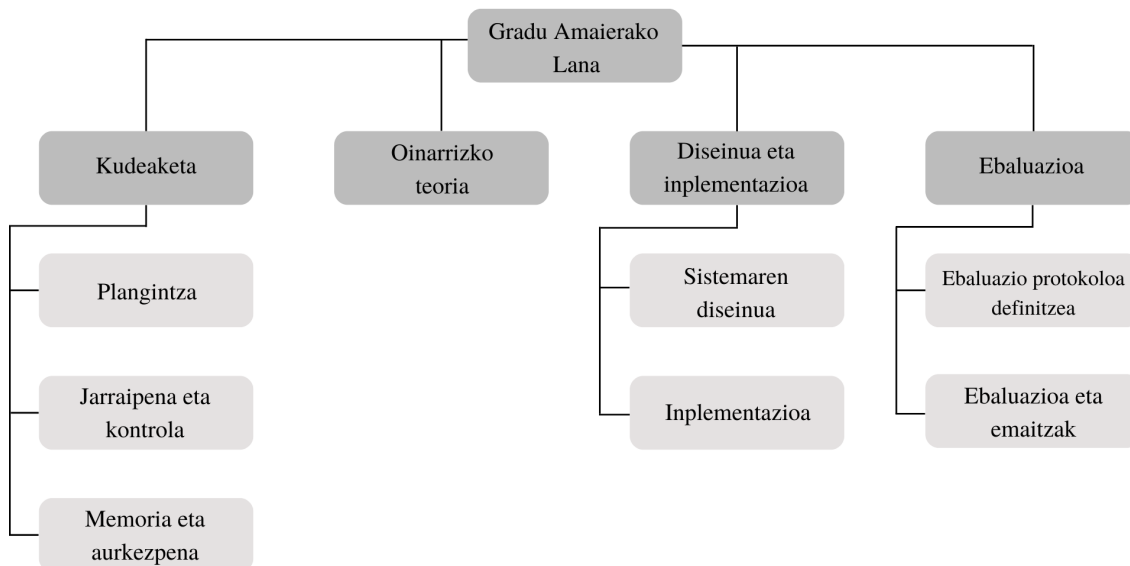 Gradu Amaierako
Lana
Kudeaketa
Oinarrizko
teoria
Diseinua eta
inplementazioa
Ebaluazioa
Plangintza
Sistemaren
diseinua
Ebaluazio protokoloa
definitzea
Jarraipena eta
kontrola
Inplementazioa
Ebaluazioa eta
emaitzak
Memoria eta
aurkezpena